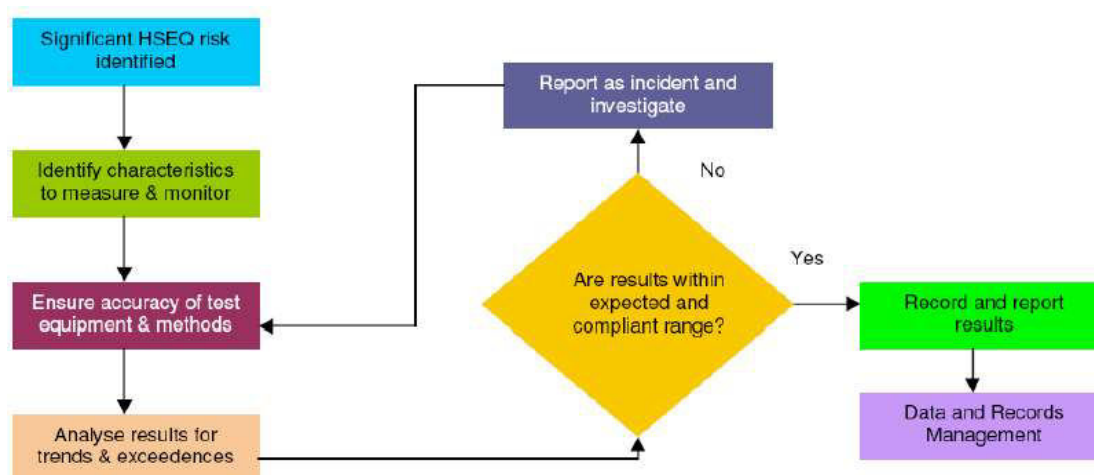 Significant HSEQ risk
identified
Identify characteristics
to measure & monitor
Ensure accuracy of test
equipment & methods
Analyse results for
trends & exceedences
Report as incident and
investigate
No
Are results within
expected and
compliant range?
Yes
Record and report
results
Data and Records
Management